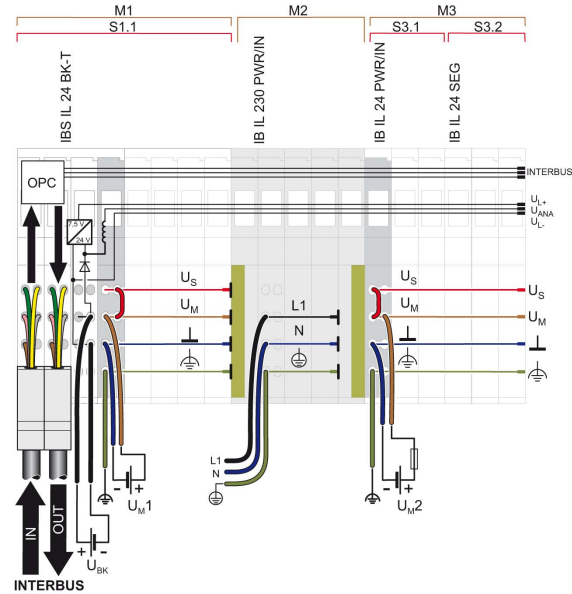 M1 M2 M3
S1.1 S3.1 S3.2
IBS IL 24 BK-T
IB IL 230 PWR/IN
IB IL 24 PWR/IN
IB IL 24 SEG
OPC
INTERBUS
7,5 V
24 V
UL+
UANA
UL-
US US US
UM L1 UM UM
N
L1
N
- +
UM1
- +
UM2
IN
OUT
+ -
UBK
INTERBUS